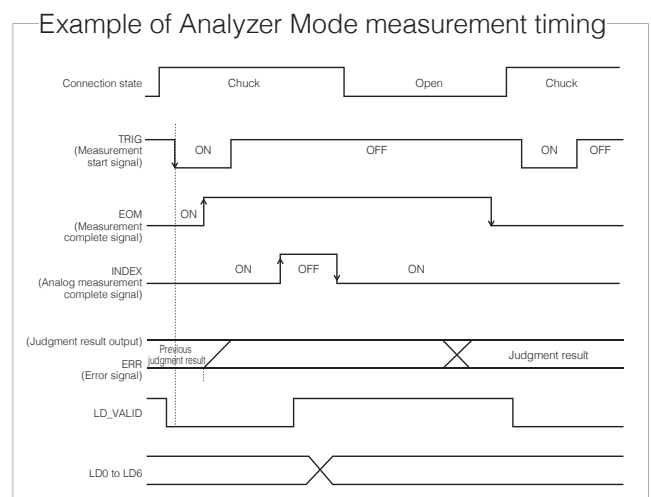 Example of Analyzer Mode measurement timing
Connection state
Chuck
Open
Chuck
TRIG
(Measurement
start signal)
ON
OFF
ON
OFF
EOM
(Measurement
complete signal)
ON
INDEX
(Analog measurement
complete signal)
ON
OFF
ON
(Judgment result output)
ERR
(Error signal)
Previous
judgment result
Judgment result
LD_VALID
LD0 to LD6